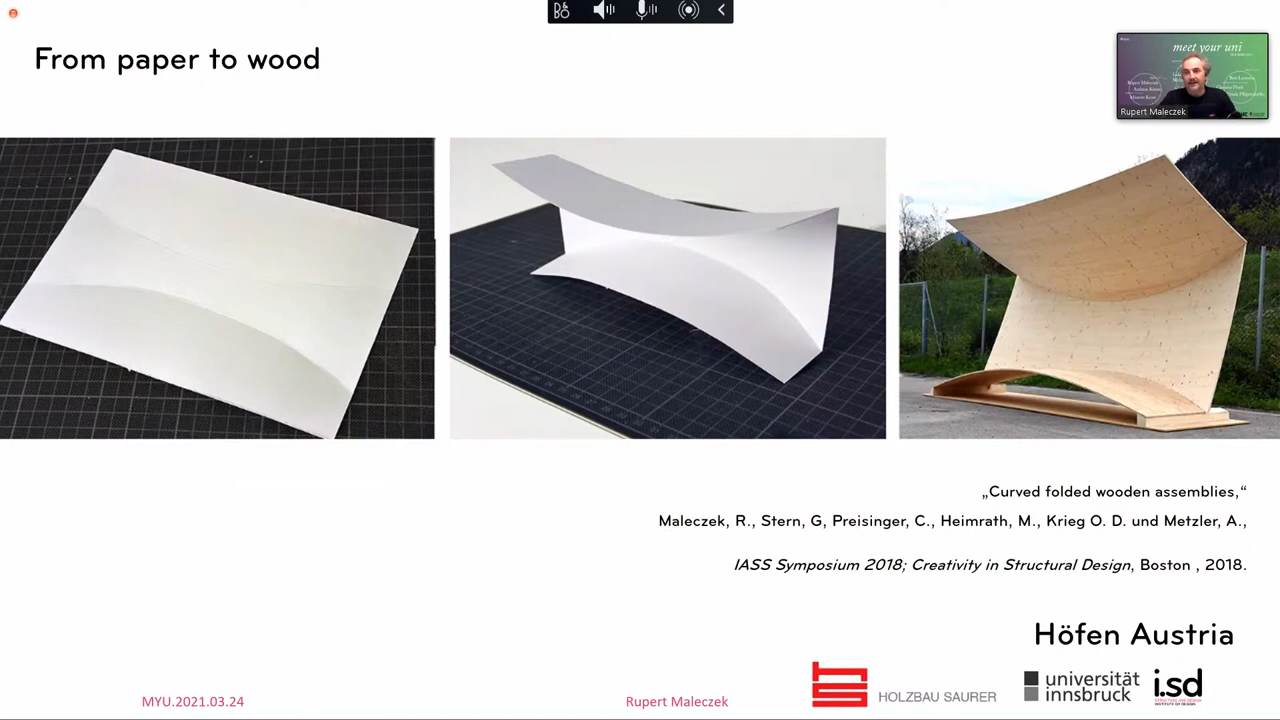 B&O
From paper to wood
meet your uni
Rupert Maleczek
„Curved folded wooden assemblies,“
Maleczek, R., Stern, G, Preisinger, C., Heimrath, M., Krieg O. D. und Metzler, A.,
IASS Symposium 2018; Creativity in Structural Design, Boston , 2018.
Höfen Austria
HOLZBAU SAURER
universität
innsbruck
i.sd
MYU.2021.03.24
Rupert Maleczek